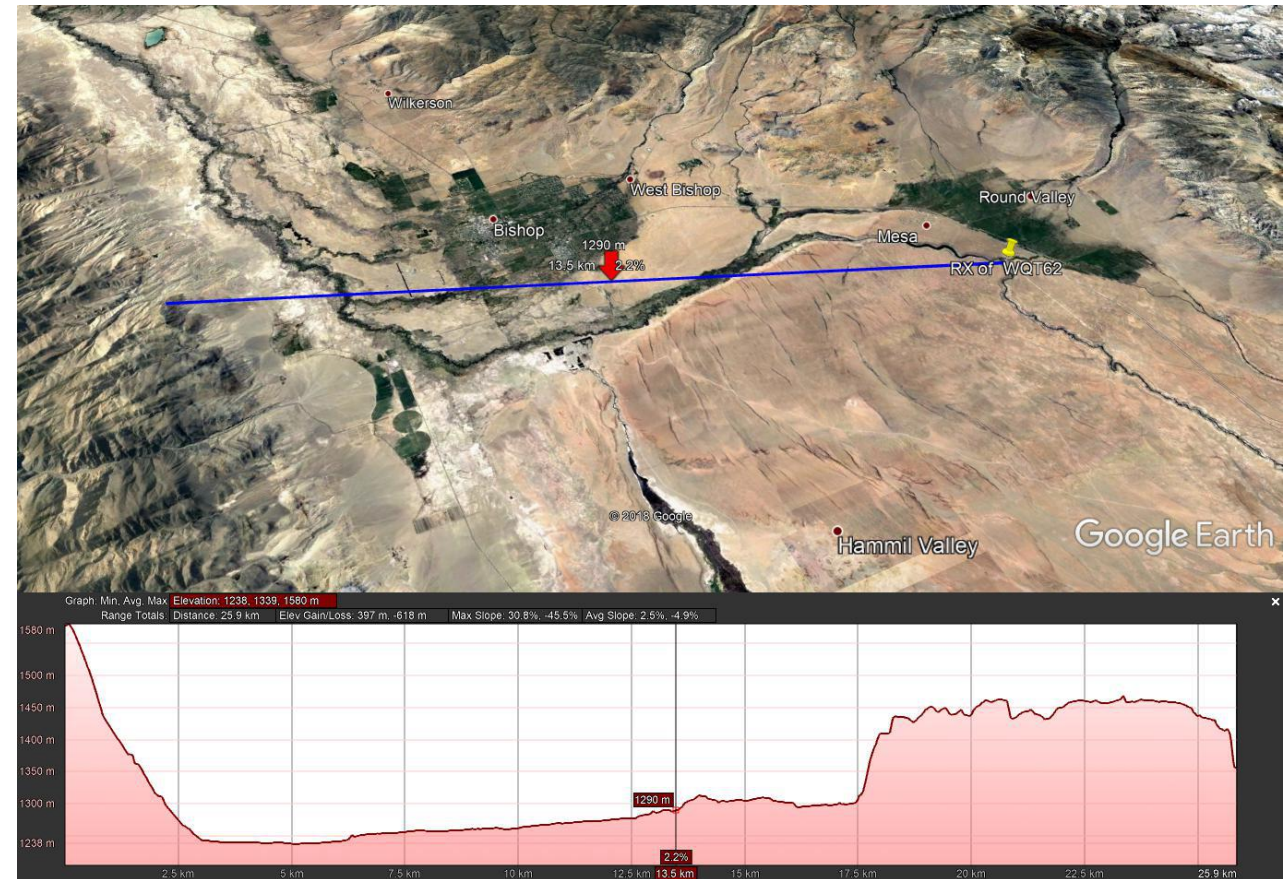 Wilkerson
West Bishop
Round Valley
Bishop
Mesa
1290 m
13.5 km 2.2%
RX of WQT62
© 2018 Google
Google Earth
Hammil Valley
Graph: Min, Avg, Max Elevation: 1238, 1339, 1580 m
Range Totals: Distance: 25.9 km Elev Gain/Loss: 397 m, -618 m Max Slope: 30.8%, -45.5% Avg Slope: 2.5%, -4.9%
1580 m
1500 m
1450 m
1400 m
1350 m
1300 m
1290 m
1238 m
2.2%
2.5 km 5 km 7.5 km 10 km 12.5 km 13.5 km 15 km 17.5 km 20 km 22.5 km 25.9 km